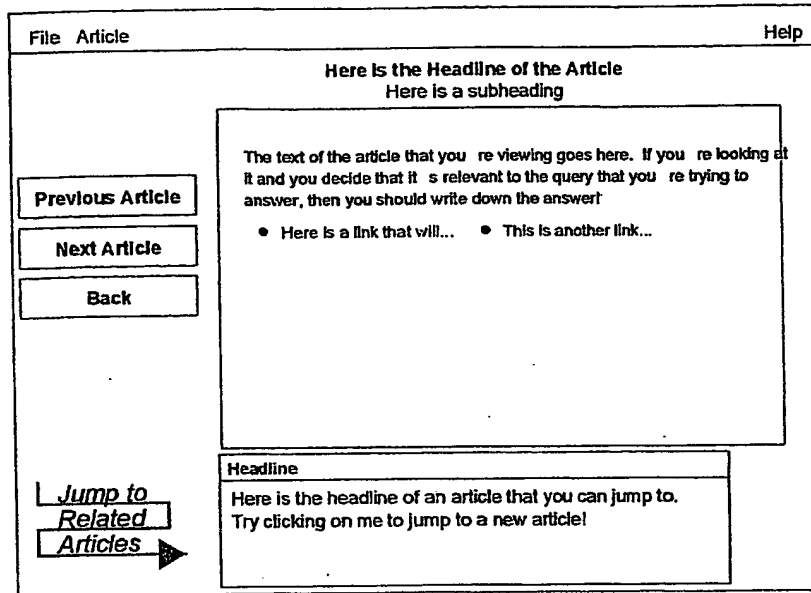 File Article Help
Here is the Headline of the Article
Here is a subheading
The text of the article that you re viewing goes here. If you re looking at
it and you decide that it s relevant to the query that you re trying to
answer, then you should write down the answer!
• Here is a link that will... • This is another link...
Previous Article
Next Article
Back
Jump to
Related
Articles
Headline
Here is the headline of an article that you can jump to.
Try clicking on me to jump to a new article!